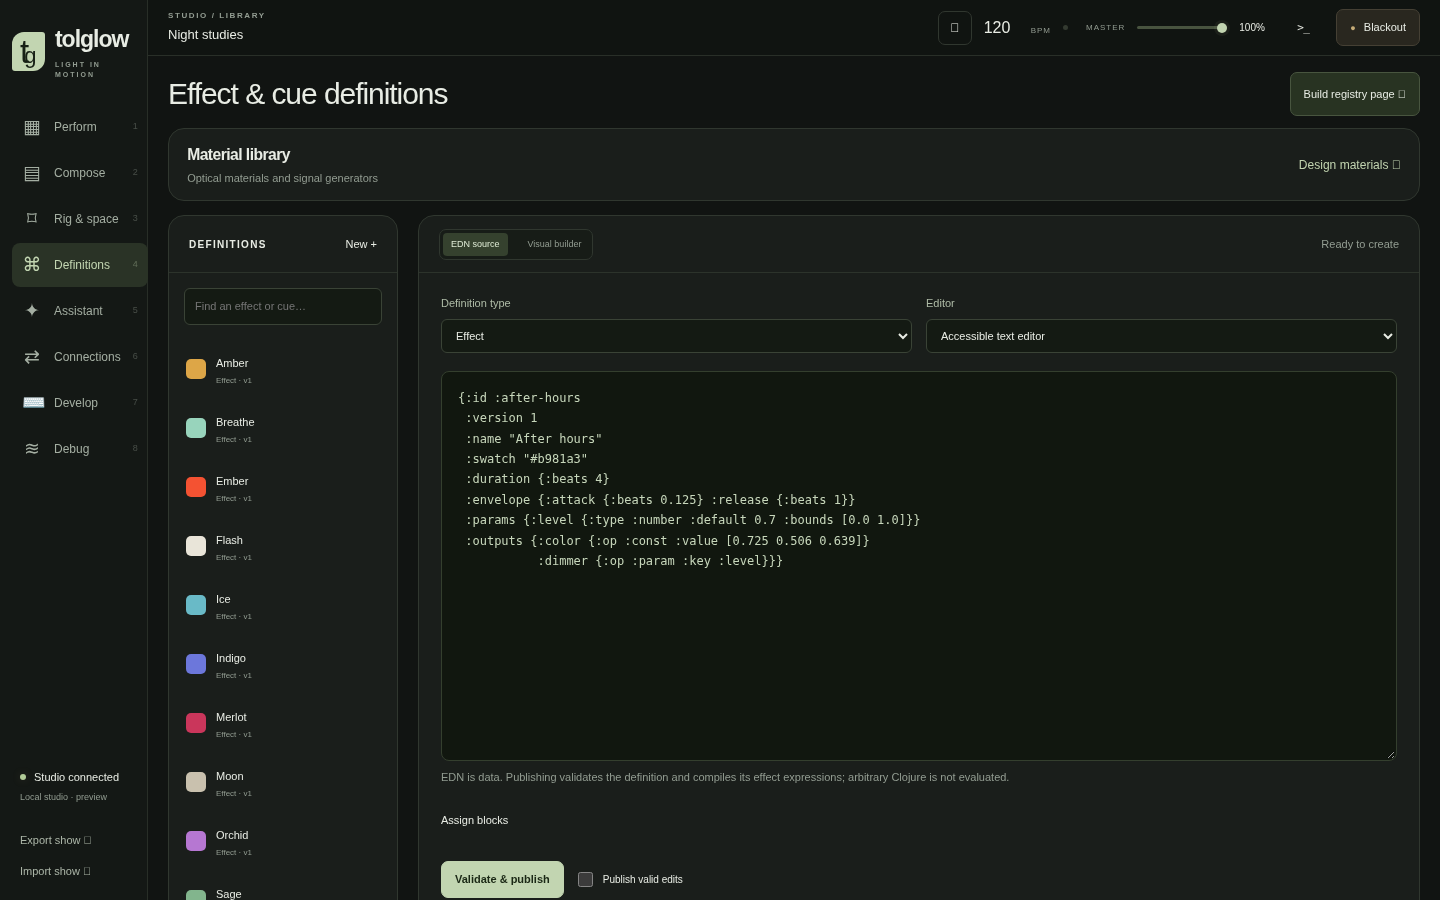 tg
tolglow
LIGHT IN
MOTION
Perform 1
Compose 2
Rig & space 3
Definitions 4
Assistant 5
Connections 6
Develop 7
Debug 8
Studio connected
Local studio · preview
Export show
Import show
STUDIO / LIBRARY
Night studies
120 BPM
MASTER 100%
>_
Blackout
Effect & cue definitions
Build registry page
Material library
Optical materials and signal generators
Design materials
DEFINITIONS
New +
Find an effect or cue…
Amber
Effect · v1
Breathe
Effect · v1
Ember
Effect · v1
Flash
Effect · v1
Ice
Effect · v1
Indigo
Effect · v1
Merlot
Effect · v1
Moon
Effect · v1
Orchid
Effect · v1
Sage
EDN source
Visual builder
Ready to create
Definition type
Effect
Editor
Accessible text editor
{:id :after-hours
:version 1
:name "After hours"
:swatch "#b981a3"
:duration {:beats 4}
:envelope {:attack {:beats 0.125} :release {:beats 1}}
:params {:level {:type :number :default 0.7 :bounds [0.0 1.0]}}
:outputs {:color {:op :const :value [0.725 0.506 0.639]}
:dimmer {:op :param :key :level}}}
EDN is data. Publishing validates the definition and compiles its effect expressions; arbitrary Clojure is not evaluated.
Assign blocks
Validate & publish
Publish valid edits